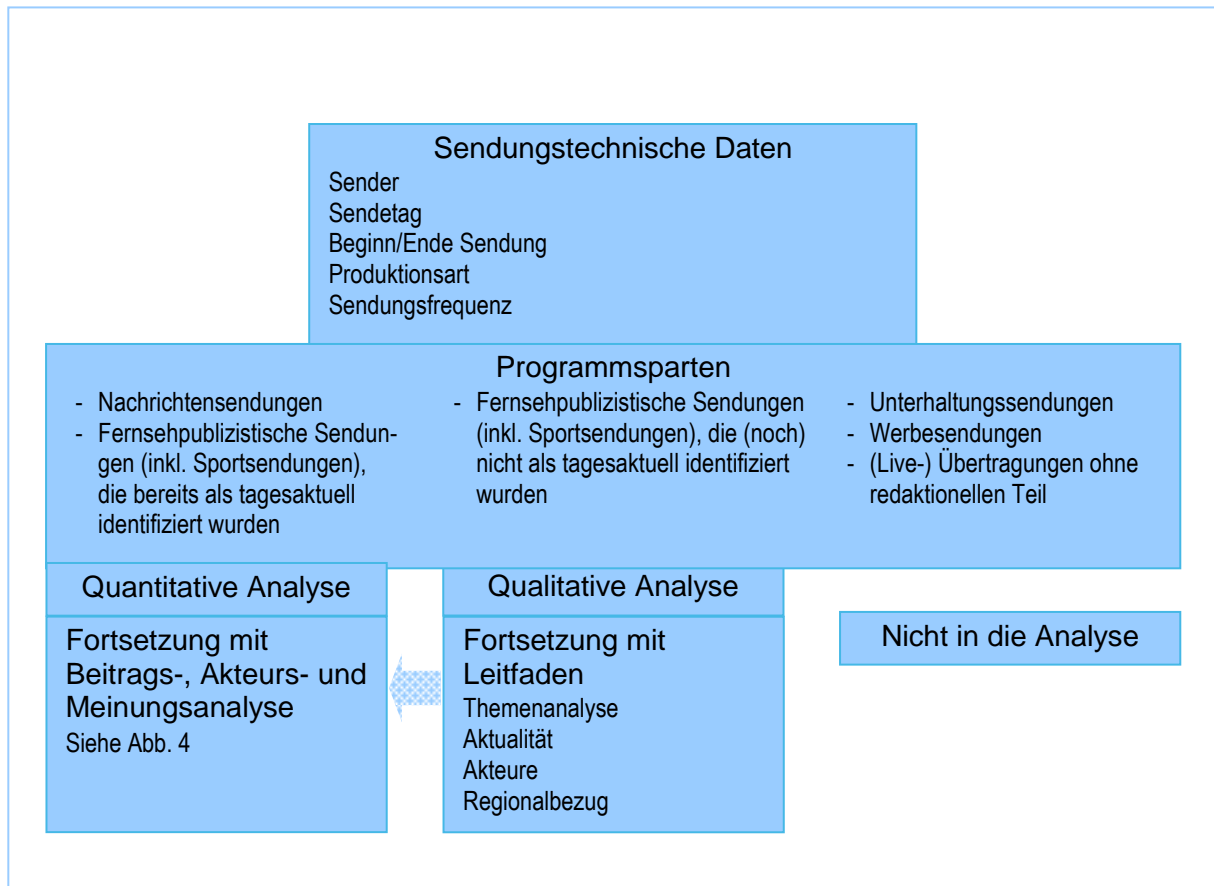 Sendungstechnische Daten
Sender
Sendetag
Beginn/Ende Sendung
Produktionsart
Sendungsfrequenz
Programmsparten
- Nachrichtensendungen
- Fernsehpublizistische Sendun-
gen (inkl. Sportsendungen),
die bereits als tagesaktuell
identifiziert wurden
- Fernsehpublizistische Sendungen
(inkl. Sportsendungen), die (noch)
nicht als tagesaktuell identifiziert
wurden
- Unterhaltungssendungen
- Werbesendungen
- (Live-) Übertragungen ohne
redaktionellen Teil
Quantitative Analyse
Fortsetzung mit
Beitrags-, Akteurs- und
Meinungsanalyse
Siehe Abb. 4
Qualitative Analyse
Fortsetzung mit
Leitfaden
Themenanalyse
Aktualität
Akteure
Regionalbezug
Nicht in die Analyse